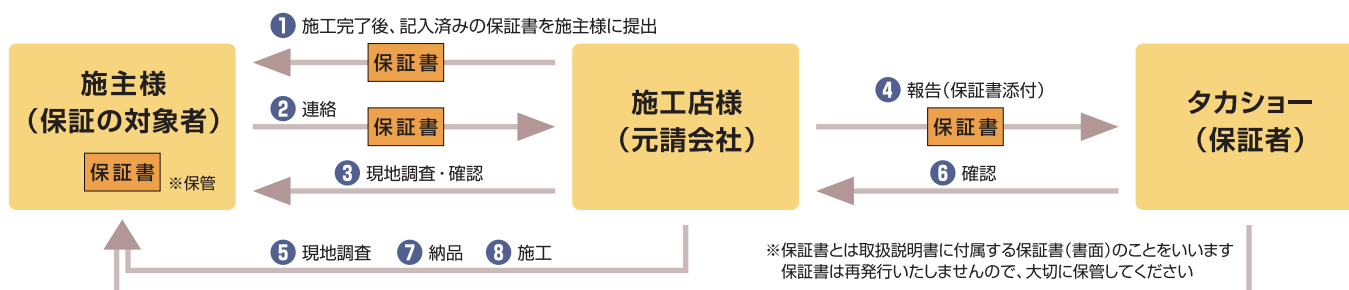 ❶ 施工完了後、記入済みの保証書を施主様に提出
保証書
施主様
(保証の対象者)
保証書 ※保管
❷ 連絡
保証書
❸ 現地調査・確認
施工店様
(元請会社)
❹ 報告(保証書添付)
保証書
❻ 確認
タカショー
(保証者)
❺ 現地調査 ❼ 納品 ❽ 施工
※保証書とは取扱説明書に付属する保証書(書面)のことをいいます
保証書は再発行いたしませんので、大切に保管してください